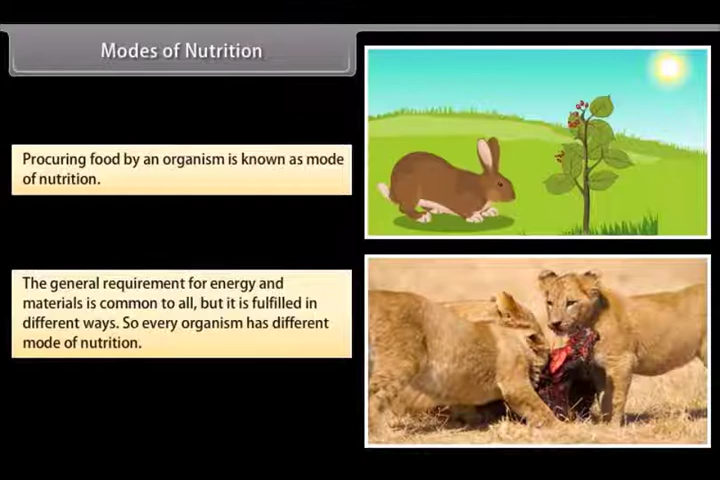 Modes of Nutrition
Procuring food by an organism is known as mode
of nutrition.
The general requirement for energy and
materials is common to all, but it is fulfilled in
different ways. So every organism has different
mode of nutrition.